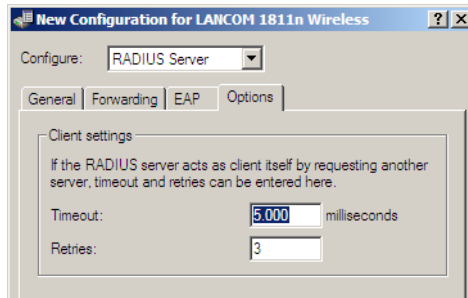 New Configuration for LANCOM 1811n Wireless
Configure: RADIUS Server
General Forwarding EAP Options
Client settings
If the RADIUS server acts as client itself by requesting another
server, timeout and retries can be entered here.
Timeout: 5.000 milliseconds
Retries: 3